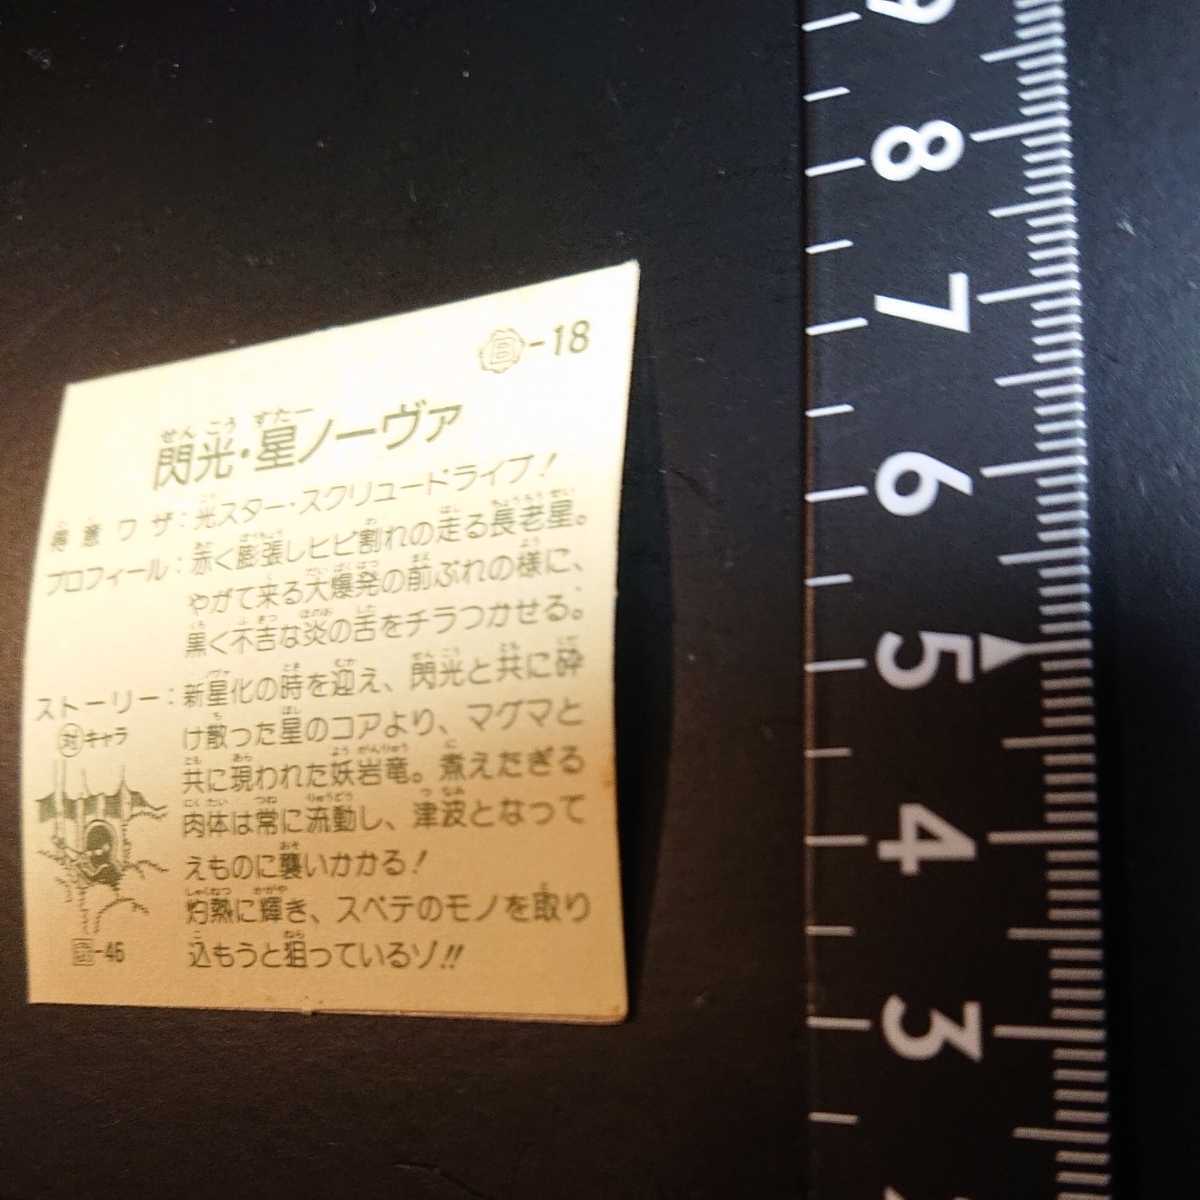 -18
せんこう すたー
閃光・星ノーヴァ
得意ワザ：光スター・スクリュードライブ！
プロフィール：赤く膨張しヒビ割れの走る長老星。
やがて来る大爆発の前ぶれの様に、
黒く不吉な炎の舌をチラつかせる。
ストーリー：新星化の時を迎え、閃光と共に砕
け散った星のコアより、マグマと
共に現われた妖岩竜。煮えたぎる
肉体は常に流動し、津波となって
えものに襲いかかる！
灼熱に輝き、スベテのモノを取り
込もうと狙っているゾ!!
対キャラ
-46
9
8
7
6
5
4
3